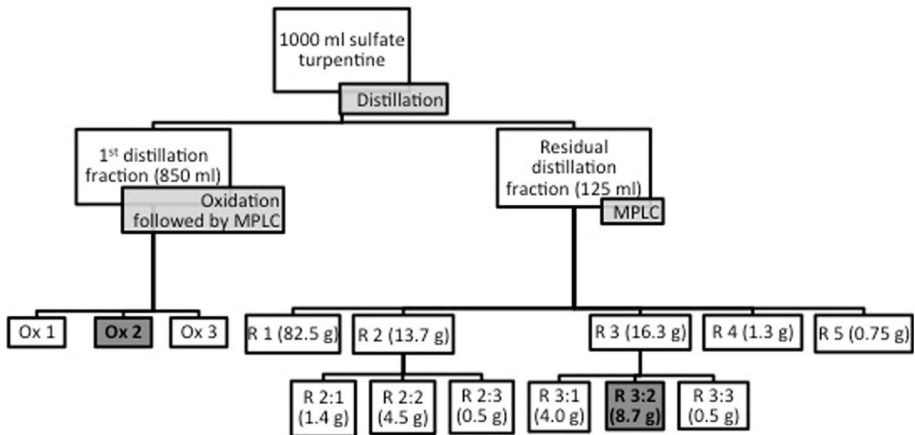 1000 ml sulfate
turpentine
Distillation
1st distillation
fraction (850 ml)
Oxidation
followed by MPLC
Residual
distillation
fraction (125 ml)
MPLC
Ox 1
Ox 2
Ox 3
R 1 (82.5 g)
R 2 (13.7 g)
R 3 (16.3 g)
R 4 (1.3 g)
R 5 (0.75 g)
R 2:1
(1.4 g)
R 2:2
(4.5 g)
R 2:3
(0.5 g)
R 3:1
(4.0 g)
R 3:2
(8.7 g)
R 3:3
(0.5 g)